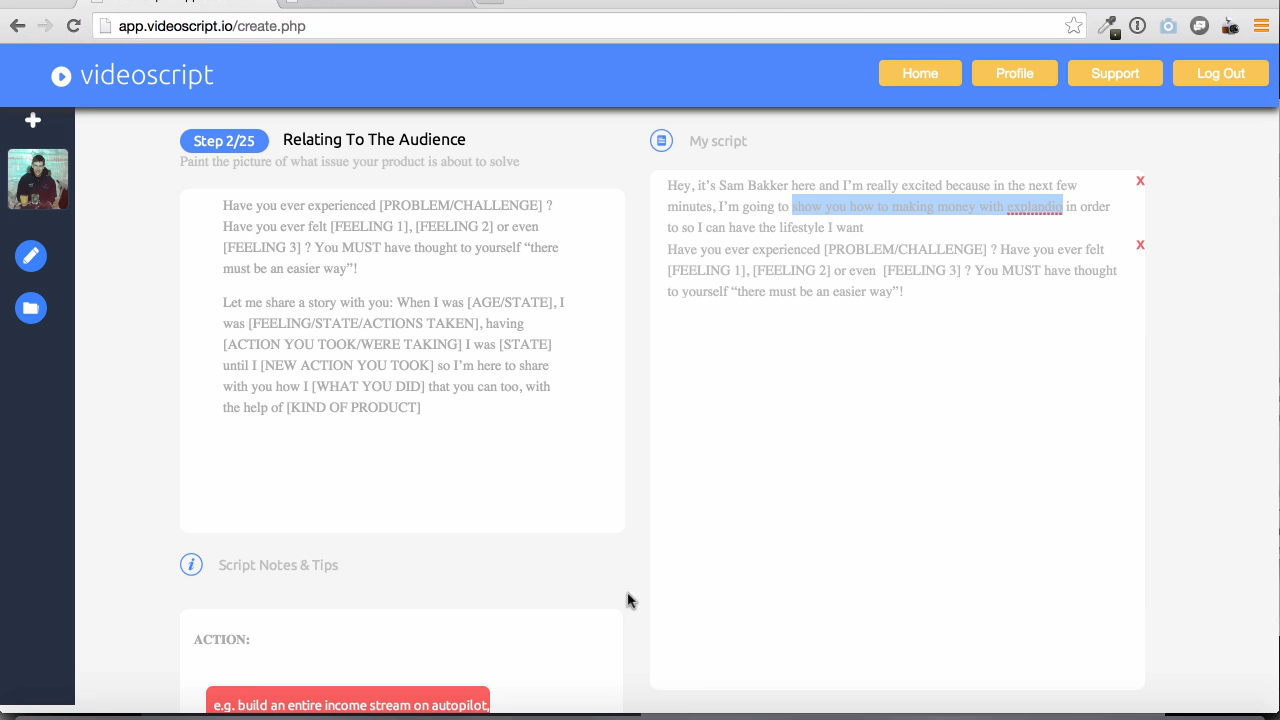 app.videoscript.io/create.php
videoscript
Home
Profile
Support
Log Out
Step 2/25
Relating To The Audience
Paint the picture of what issue your product is about to solve
Have you ever experienced [PROBLEM/CHALLENGE] ?
Have you ever felt [FEELING 1], [FEELING 2] or even
[FEELING 3] ? You MUST have thought to yourself “there
must be an easier way”!
Let me share a story with you: When I was [AGE/STATE], I
was [FEELING/STATE/ACTIONS TAKEN], having
[ACTION YOU TOOK/WERE TAKING] I was [STATE]
until I [NEW ACTION YOU TOOK] so I’m here to share
with you how I [WHAT YOU DID] that you can too, with
the help of [KIND OF PRODUCT]
Script Notes & Tips
ACTION:
e.g. build an entire income stream on autopilot,
My script
Hey, it’s Sam Bakker here and I’m really excited because in the next few
minutes, I’m going to show you how to making money with explandio in order
to so I can have the lifestyle I want
X
Have you ever experienced [PROBLEM/CHALLENGE] ? Have you ever felt
[FEELING 1], [FEELING 2] or even [FEELING 3] ? You MUST have thought
to yourself “there must be an easier way”!
X